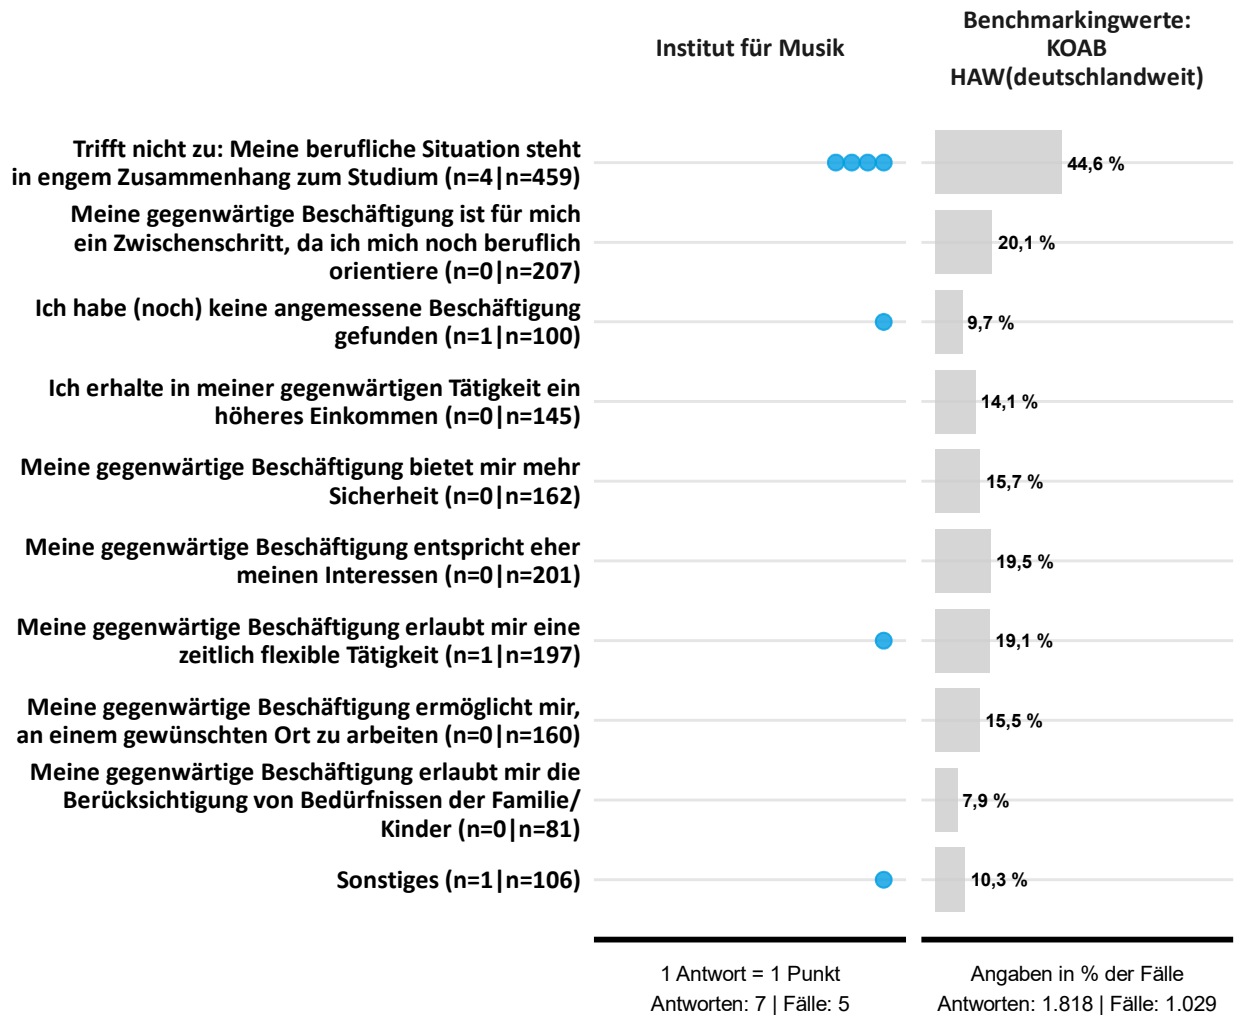 Institut für Musik
Benchmarkingwerte:
KOAB
HAW(deutschlandweit)
Trifft nicht zu: Meine berufliche Situation steht
in engem Zusammenhang zum Studium (n=4|n=459)
44,6 %
Meine gegenwärtige Beschäftigung ist für mich
ein Zwischenschritt, da ich mich noch beruflich
orientiere (n=0|n=207)
20,1 %
Ich habe (noch) keine angemessene Beschäftigung
gefunden (n=1|n=100)
9,7 %
Ich erhalte in meiner gegenwärtigen Tätigkeit ein
höheres Einkommen (n=0|n=145)
14,1 %
Meine gegenwärtige Beschäftigung bietet mir mehr
Sicherheit (n=0|n=162)
15,7 %
Meine gegenwärtige Beschäftigung entspricht eher
meinen Interessen (n=0|n=201)
19,5 %
Meine gegenwärtige Beschäftigung erlaubt mir eine
zeitlich flexible Tätigkeit (n=1|n=197)
19,1 %
Meine gegenwärtige Beschäftigung ermöglicht mir,
an einem gewünschten Ort zu arbeiten (n=0|n=160)
15,5 %
Meine gegenwärtige Beschäftigung erlaubt mir die
Berücksichtigung von Bedürfnissen der Familie/
Kinder (n=0|n=81)
7,9 %
Sonstiges (n=1|n=106)
10,3 %
1 Antwort = 1 Punkt
Antworten: 7 | Fälle: 5
Angaben in % der Fälle
Antworten: 1.818 | Fälle: 1.029